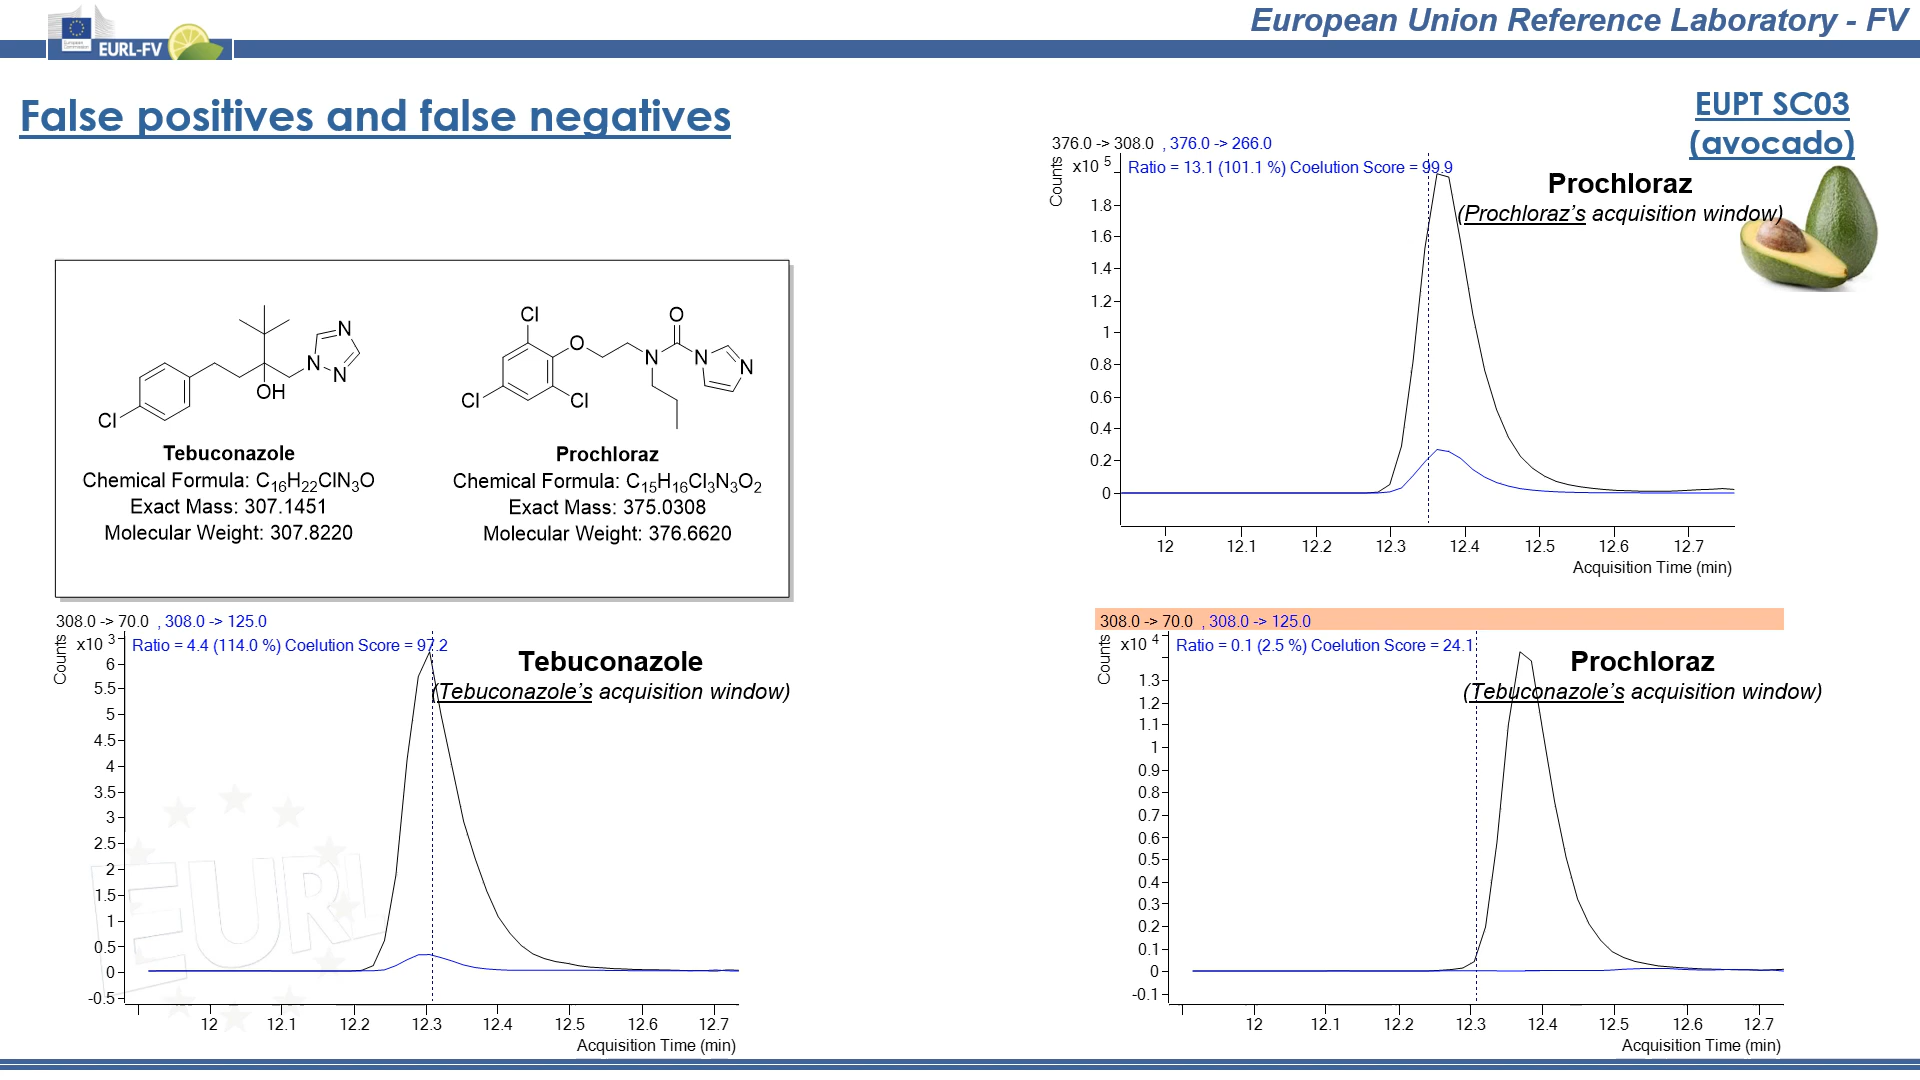 European Union Reference Laboratory - FV
European Commission
EURL-FV
False positives and false negatives
EUPT SC03
(avocado)
376.0 -> 308.0 , 376.0 -> 266.0
Counts
x10 5
Ratio = 13.1 (101.1 %) Coelution Score = 99.9
Prochloraz
(Prochloraz’s acquisition window)
1.8
1.6
1.4
1.2
1
0.8
0.6
0.4
0.2
0
12 12.1 12.2 12.3 12.4 12.5 12.6 12.7
Acquisition Time (min)
Cl
OH
N
N
N
Tebuconazole
Chemical Formula: C16H22ClN3O
Exact Mass: 307.1451
Molecular Weight: 307.8220
Cl
Cl
Cl
O
N
O
N
N
Prochloraz
Chemical Formula: C15H16Cl3N3O2
Exact Mass: 375.0308
Molecular Weight: 376.6620
308.0 -> 70.0 , 308.0 -> 125.0
Counts
x10 3
Ratio = 4.4 (114.0 %) Coelution Score = 97.2
Tebuconazole
(Tebuconazole’s acquisition window)
6
5.5
5
4.5
4
3.5
3
2.5
2
1.5
1
0.5
0
-0.5
12 12.1 12.2 12.3 12.4 12.5 12.6 12.7
Acquisition Time (min)
EURL
308.0 -> 70.0 , 308.0 -> 125.0
Counts
x10 4
Ratio = 0.1 (2.5 %) Coelution Score = 24.1
Prochloraz
(Tebuconazole’s acquisition window)
1.3
1.2
1.1
1
0.9
0.8
0.7
0.6
0.5
0.4
0.3
0.2
0.1
0
-0.1
12 12.1 12.2 12.3 12.4 12.5 12.6 12.7
Acquisition Time (min)